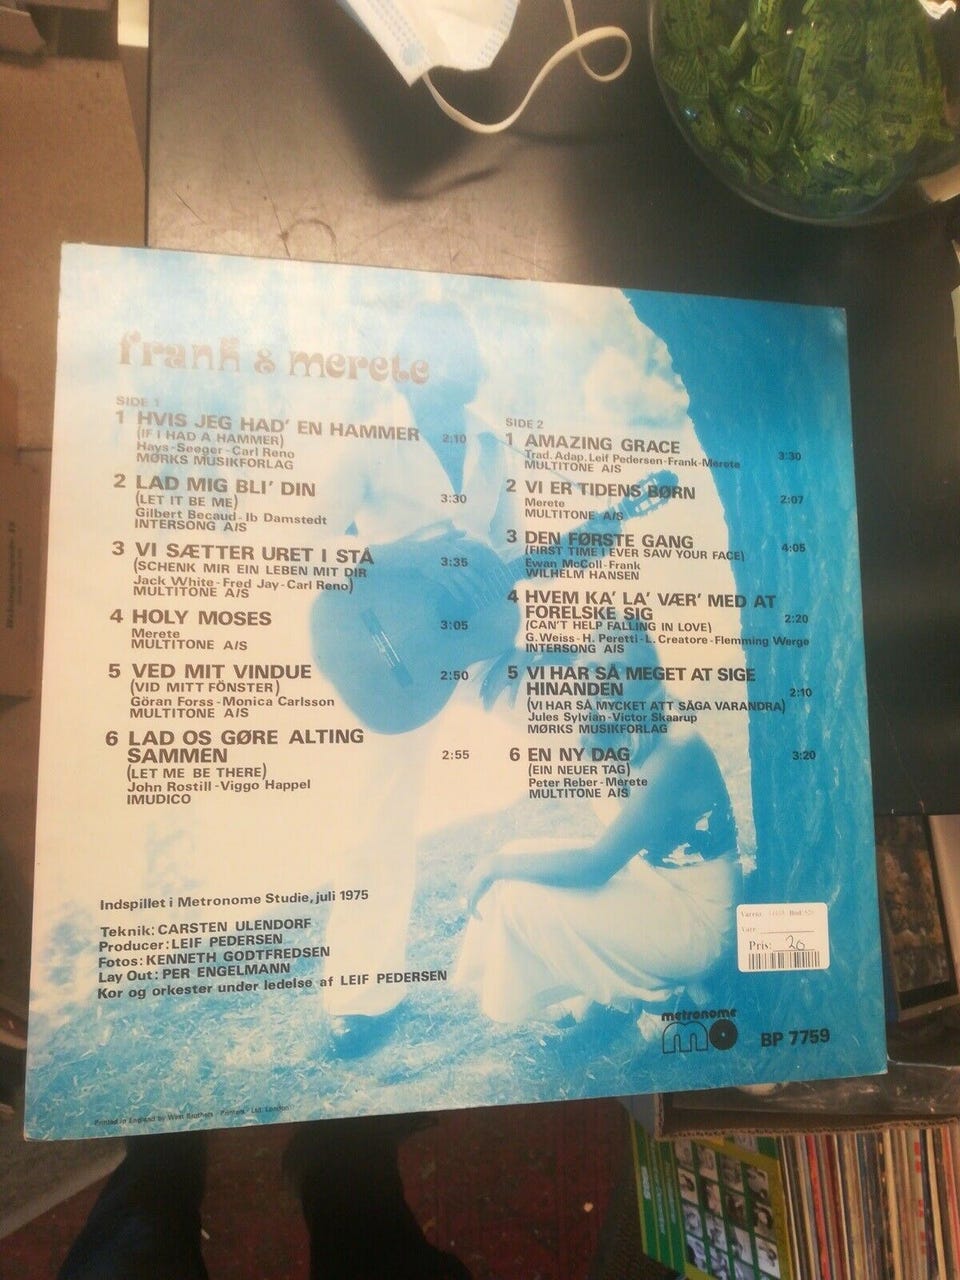 frank & merete
SIDE 1
1 HVIS JEG HAD' EN HAMMER 2:10
(IF I HAD A HAMMER)
Hays-Seeger-Carl Reno
MØRKS MUSIKFORLAG
2 LAD MIG BLI' DIN
(LET IT BE ME) 3:30
Gilbert Becaud-Ib Damstedt
INTERSONG A/S
3 VI SÆTTER URET I STÅ 3:35
(SCHENK MIR EIN LEBEN MIT DIR
Jack White-Fred Jay-Carl Reno)
MULTITONE A/S
4 HOLY MOSES 3:05
Merete
MULTITONE A/S
5 VED MIT VINDUE 2:50
(VID MITT FÖNSTER)
Göran Forss-Monica Carlsson
MULTITONE A/S
6 LAD OS GØRE ALTING
SAMMEN 2:55
(LET ME BE THERE)
John Rostill-Viggo Happel
IMUDICO
SIDE 2
1 AMAZING GRACE 3:30
Trad. Adap. Leif Pedersen-Frank-Merete
MULTITONE A/S
2 VI ER TIDENS BØRN 2:07
Merete
MULTITONE A/S
3 DEN FØRSTE GANG 4:05
(FIRST TIME I EVER SAW YOUR FACE)
Ewan McColl-Frank
WILHELM HANSEN
4 HVEM KA' LA' VÆR' MED AT
FORELSKE SIG 2:20
(CAN'T HELP FALLING IN LOVE)
G. Weiss-H. Peretti-L. Creatore-Flemming Werge
INTERSONG A/S
5 VI HAR SÅ MEGET AT SIGE
HINANDEN 2:10
(VI HAR SÅ MYCKET ATT SÄGA VARANDRA)
Jules Sylvian-Victor Skaarup
MØRKS MUSIKFORLAG
6 EN NY DAG 3:20
(EIN NEUER TAG)
Peter Reber-Merete
MULTITONE A/S
Indspillet i Metronome Studie, juli 1975
Teknik: CARSTEN ULENDORF
Producer: LEIF PEDERSEN
Fotos: KENNETH GODTFREDSEN
Lay Out: PER ENGELMANN
Kor og orkester under ledelse af LEIF PEDERSEN
Pris: 20
metronome
BP 7759
Printed in England by West Brothers · Printers · Ltd. London